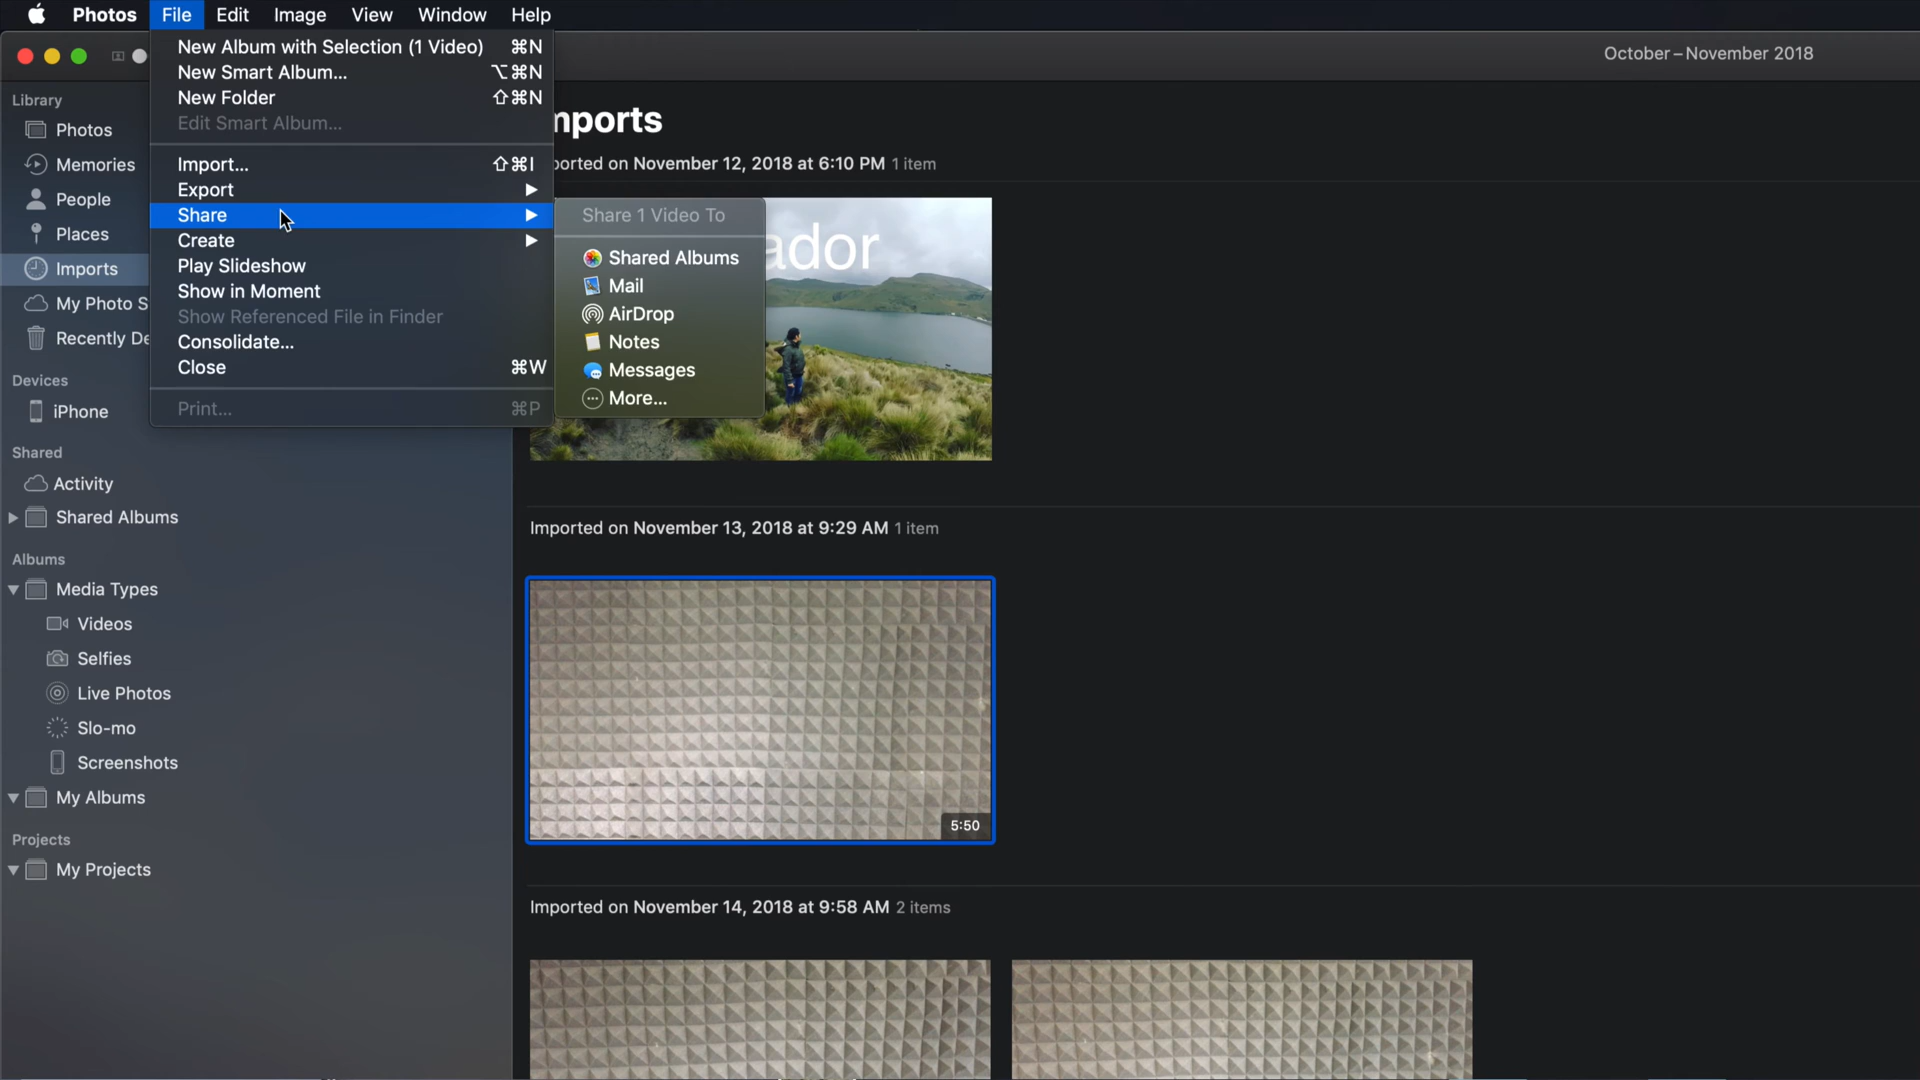 Photos File Edit Image View Window Help
October – November 2018
New Album with Selection (1 Video) ⌘N
New Smart Album... ⌥⌘N
New Folder ⇧⌘N
Edit Smart Album...
Import... ⇧⌘I
Export ▶
Share ▶
Create ▶
Play Slideshow
Show in Moment
Show Referenced File in Finder
Consolidate...
Close ⌘W
Print... ⌘P
Share 1 Video To
Shared Albums
Mail
AirDrop
Notes
Messages
More...
Library
Photos
Memories
People
Places
Imports
My Photo S
Recently De
Devices
iPhone
Shared
Activity
Shared Albums
Albums
Media Types
Videos
Selfies
Live Photos
Slo-mo
Screenshots
My Albums
Projects
My Projects
mports
orted on November 12, 2018 at 6:10 PM 1 item
ador
Imported on November 13, 2018 at 9:29 AM 1 item
5:50
Imported on November 14, 2018 at 9:58 AM 2 items